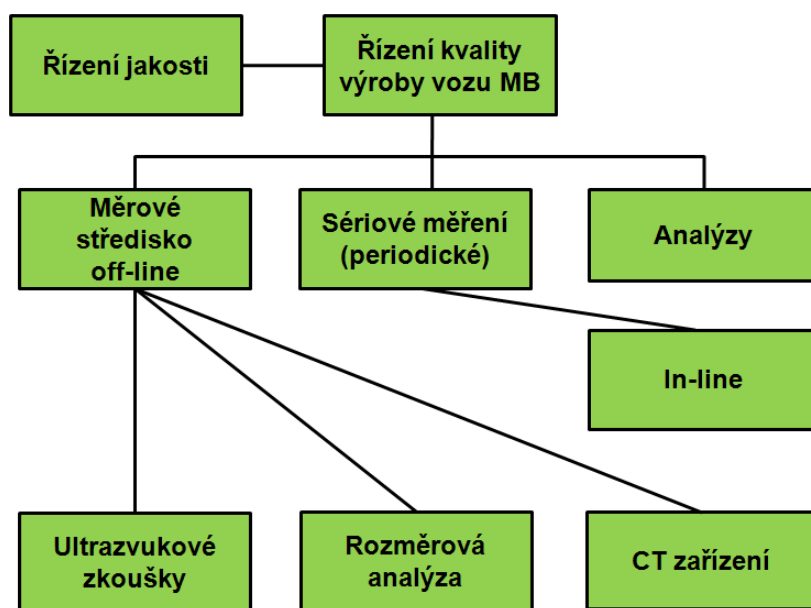 Řízení jakosti
Řízení kvality
výroby vozu MB
Měrové
středisko
off-line
Sériové měření
(periodické)
Analýzy
In-line
Ultrazvukové
zkoušky
Rozměrová
analýza
CT zařízení